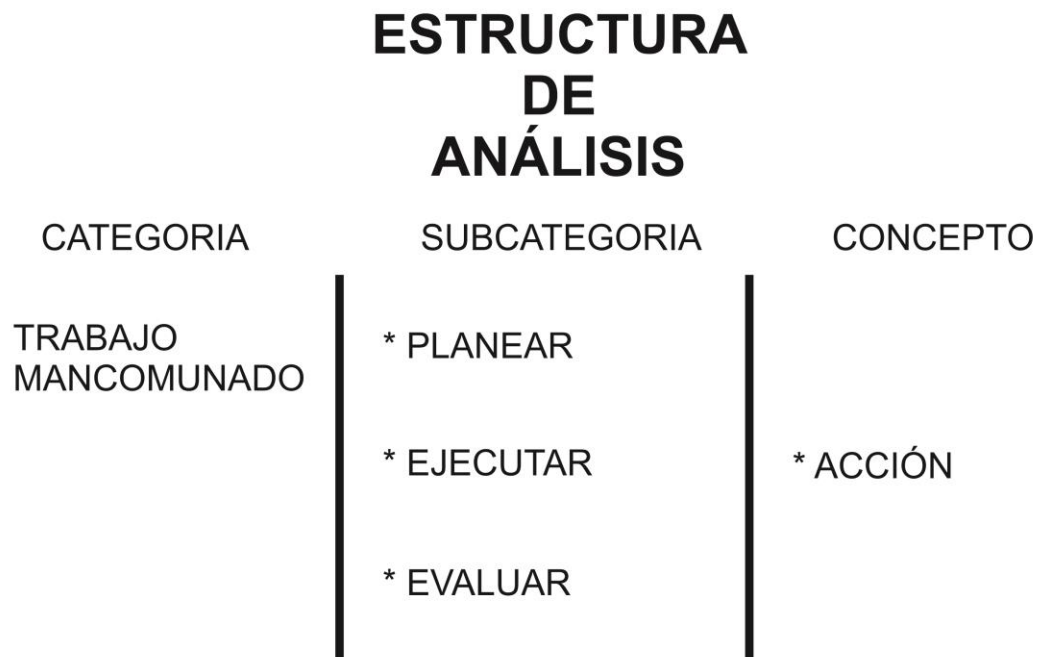 ESTRUCTURA
DE
ANÁLISIS
CATEGORIA
SUBCATEGORIA
CONCEPTO
TRABAJO
MANCOMUNADO
* PLANEAR
* EJECUTAR
* ACCIÓN
* EVALUAR